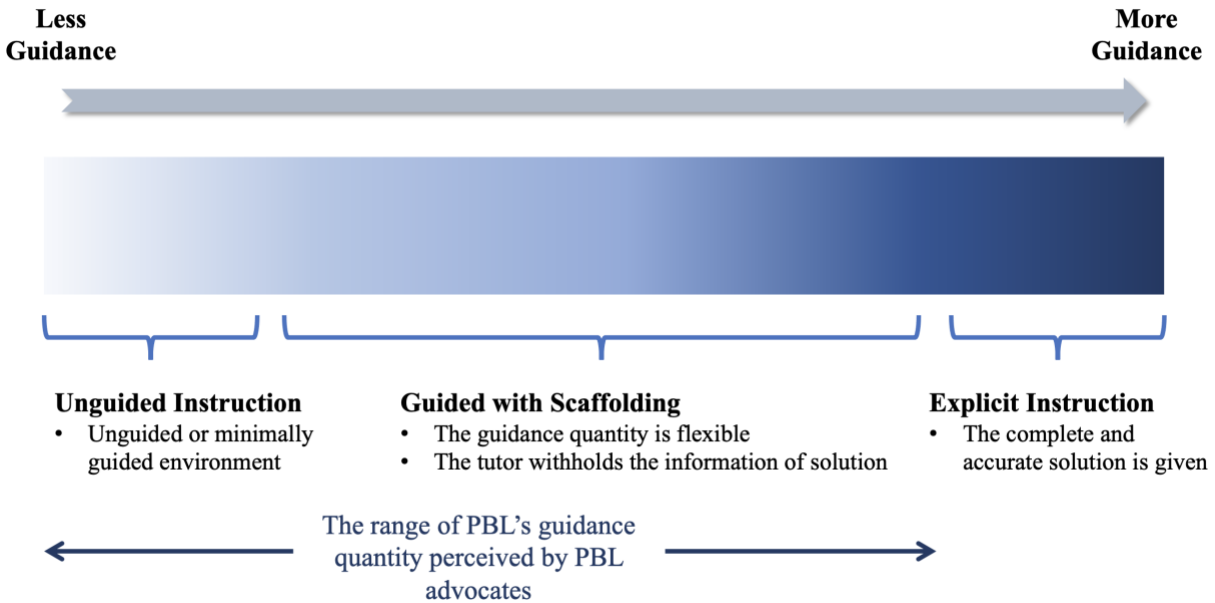 Less
Guidance
More
Guidance
Unguided Instruction
• Unguided or minimally
guided environment
Guided with Scaffolding
• The guidance quantity is flexible
• The tutor withholds the information of solution
Explicit Instruction
• The complete and
accurate solution is given
The range of PBL's guidance
quantity perceived by PBL
advocates